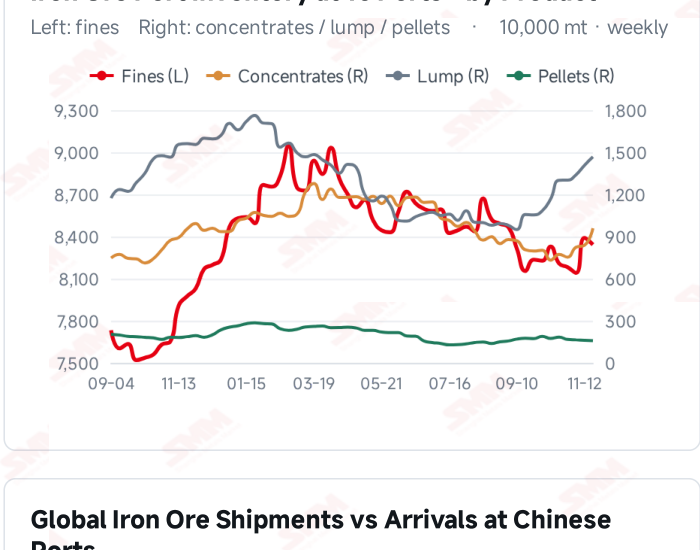 Left: fines Right: concentrates / lump / pellets · 10,000 mt · weekly
Fines (L) Concentrates (R) Lump (R) Pellets (R)
9,300 1,800
9,000 1,500
8,700 1,200
8,400 900
8,100 600
7,800 300
7,500 0
09-04 11-13 01-15 03-19 05-21 07-16 09-10 11-12
Global Iron Ore Shipments vs Arrivals at Chinese
Ports
SMM